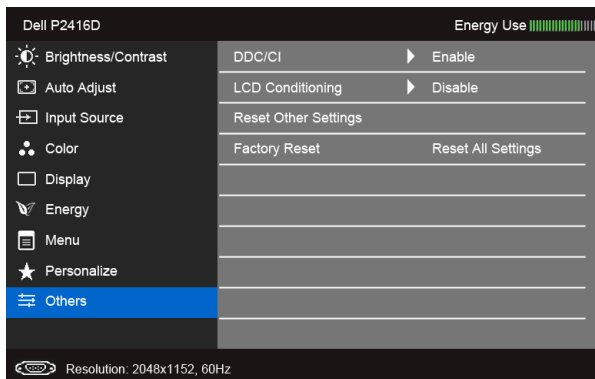 Dell P2416D Energy Use
Brightness/Contrast DDC/CI Enable
Auto Adjust LCD Conditioning Disable
Input Source Reset Other Settings
Color Factory Reset Reset All Settings
Display
Energy
Menu
Personalize
Others
Resolution: 2048x1152, 60Hz